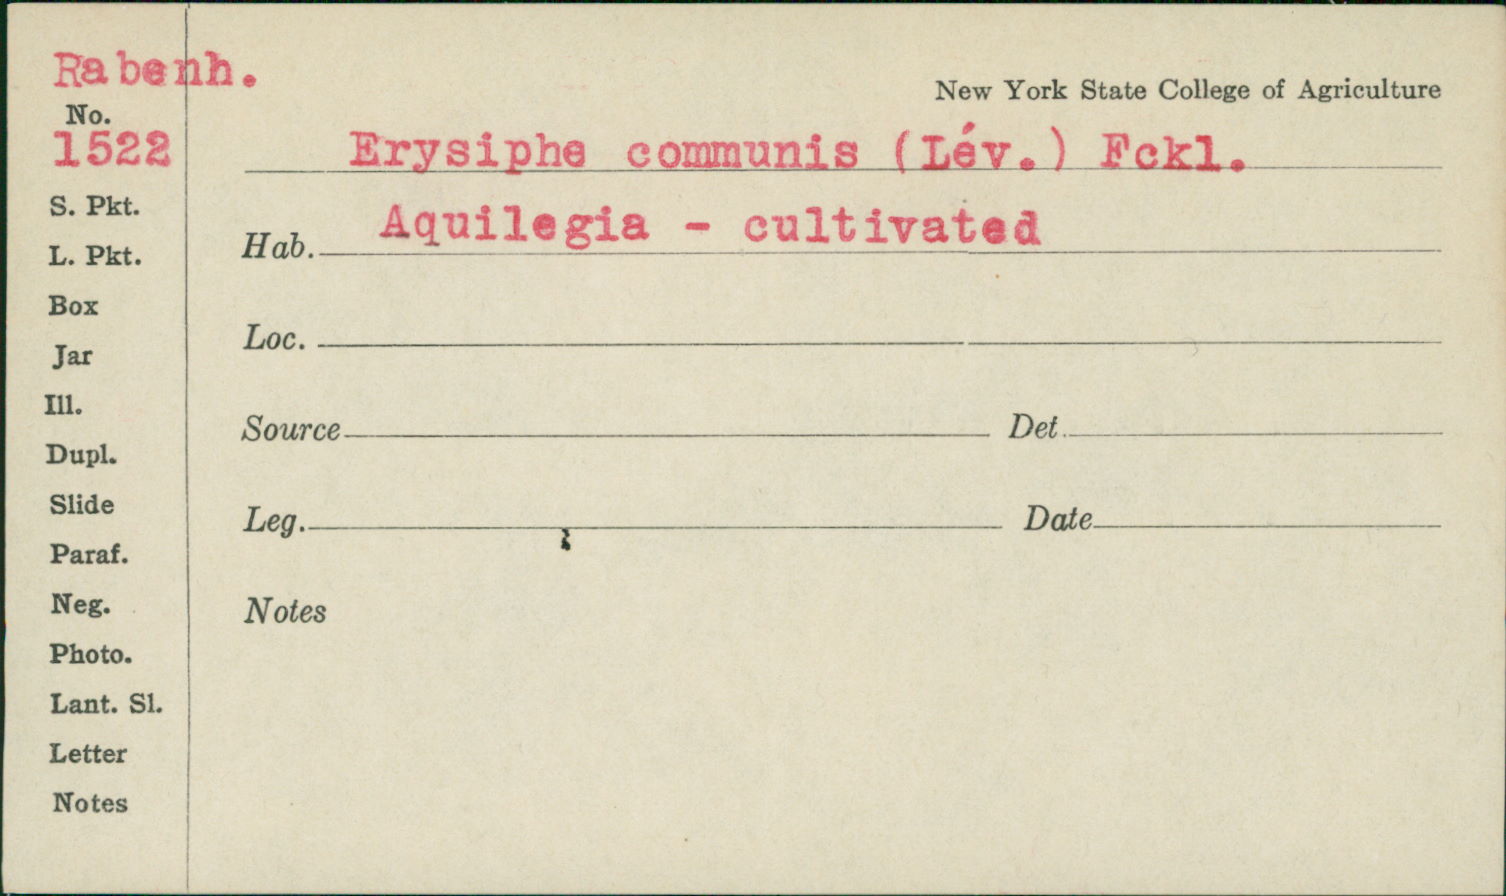 Rabenh.
New York State College of Agriculture
No.
1522
Erysiphe communis (Lév.) Fckl.
S. Pkt.
Hab. Aquilegia - cultivated
L. Pkt.
Box
Loc.
Jar
Ill.
Source Det.
Dupl.
Slide
Leg. Date
Paraf.
Neg.
Notes
Photo.
Lant. Sl.
Letter
Notes